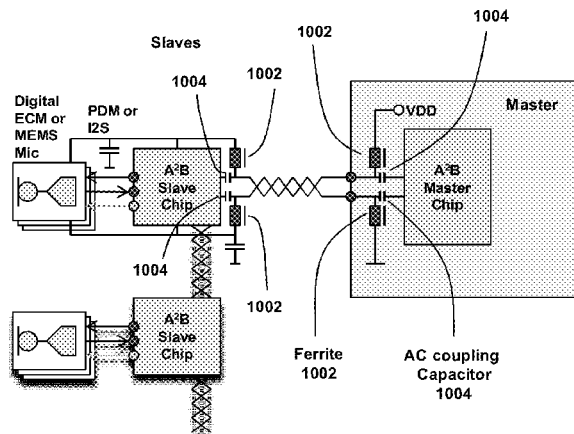 Slaves
1002
1004
1002
1004
Digital
ECM or
MEMS
Mic
PDM or
I2S
VDD
Master
A²B
Slave
Chip
A²B
Master
Chip
1004
1002
A²B
Slave
Chip
Ferrite
1002
AC coupling
Capacitor
1004